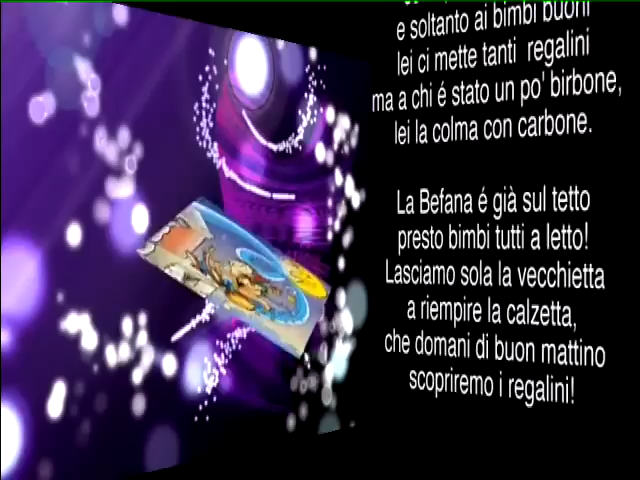 e soltanto ai bimbi buoni
lei ci mette tanti regalini
ma a chi é stato un po' birbone,
lei la colma con carbone.
La Befana é già sul tetto
presto bimbi tutti a letto!
Lasciamo sola la vecchietta
a riempire la calzetta,
che domani di buon mattino
scopriremo i regalini!